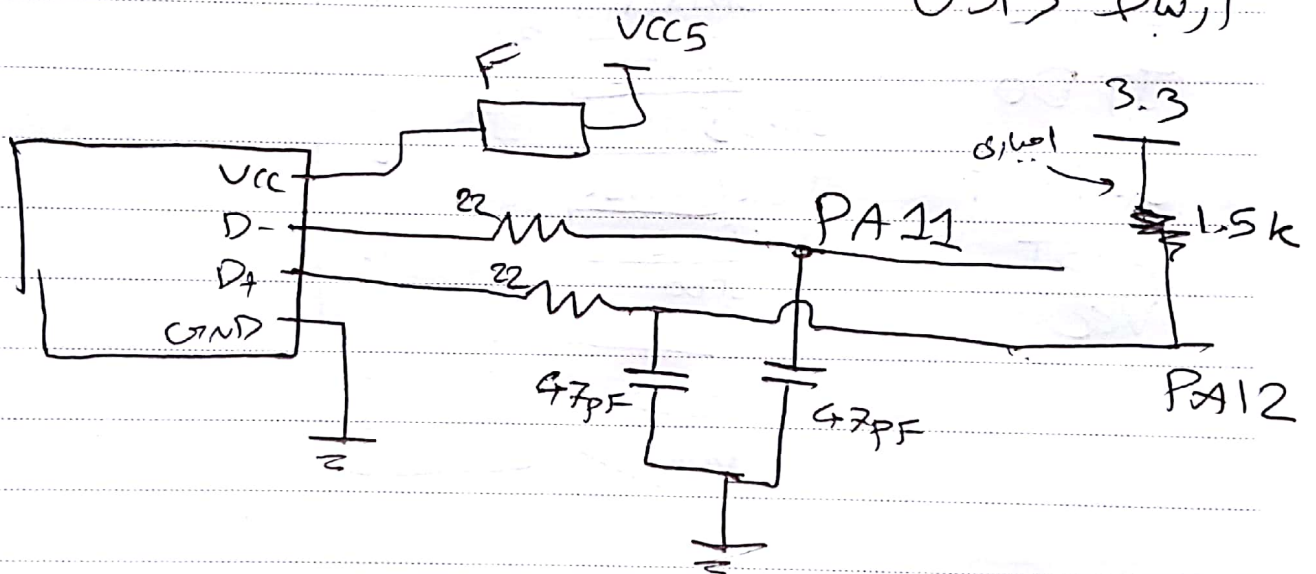 VCC5
F
3.3
اجباری
VCC
22
PA11
1.5k
D-
22
D+
GND
47pF
47pF
PA12